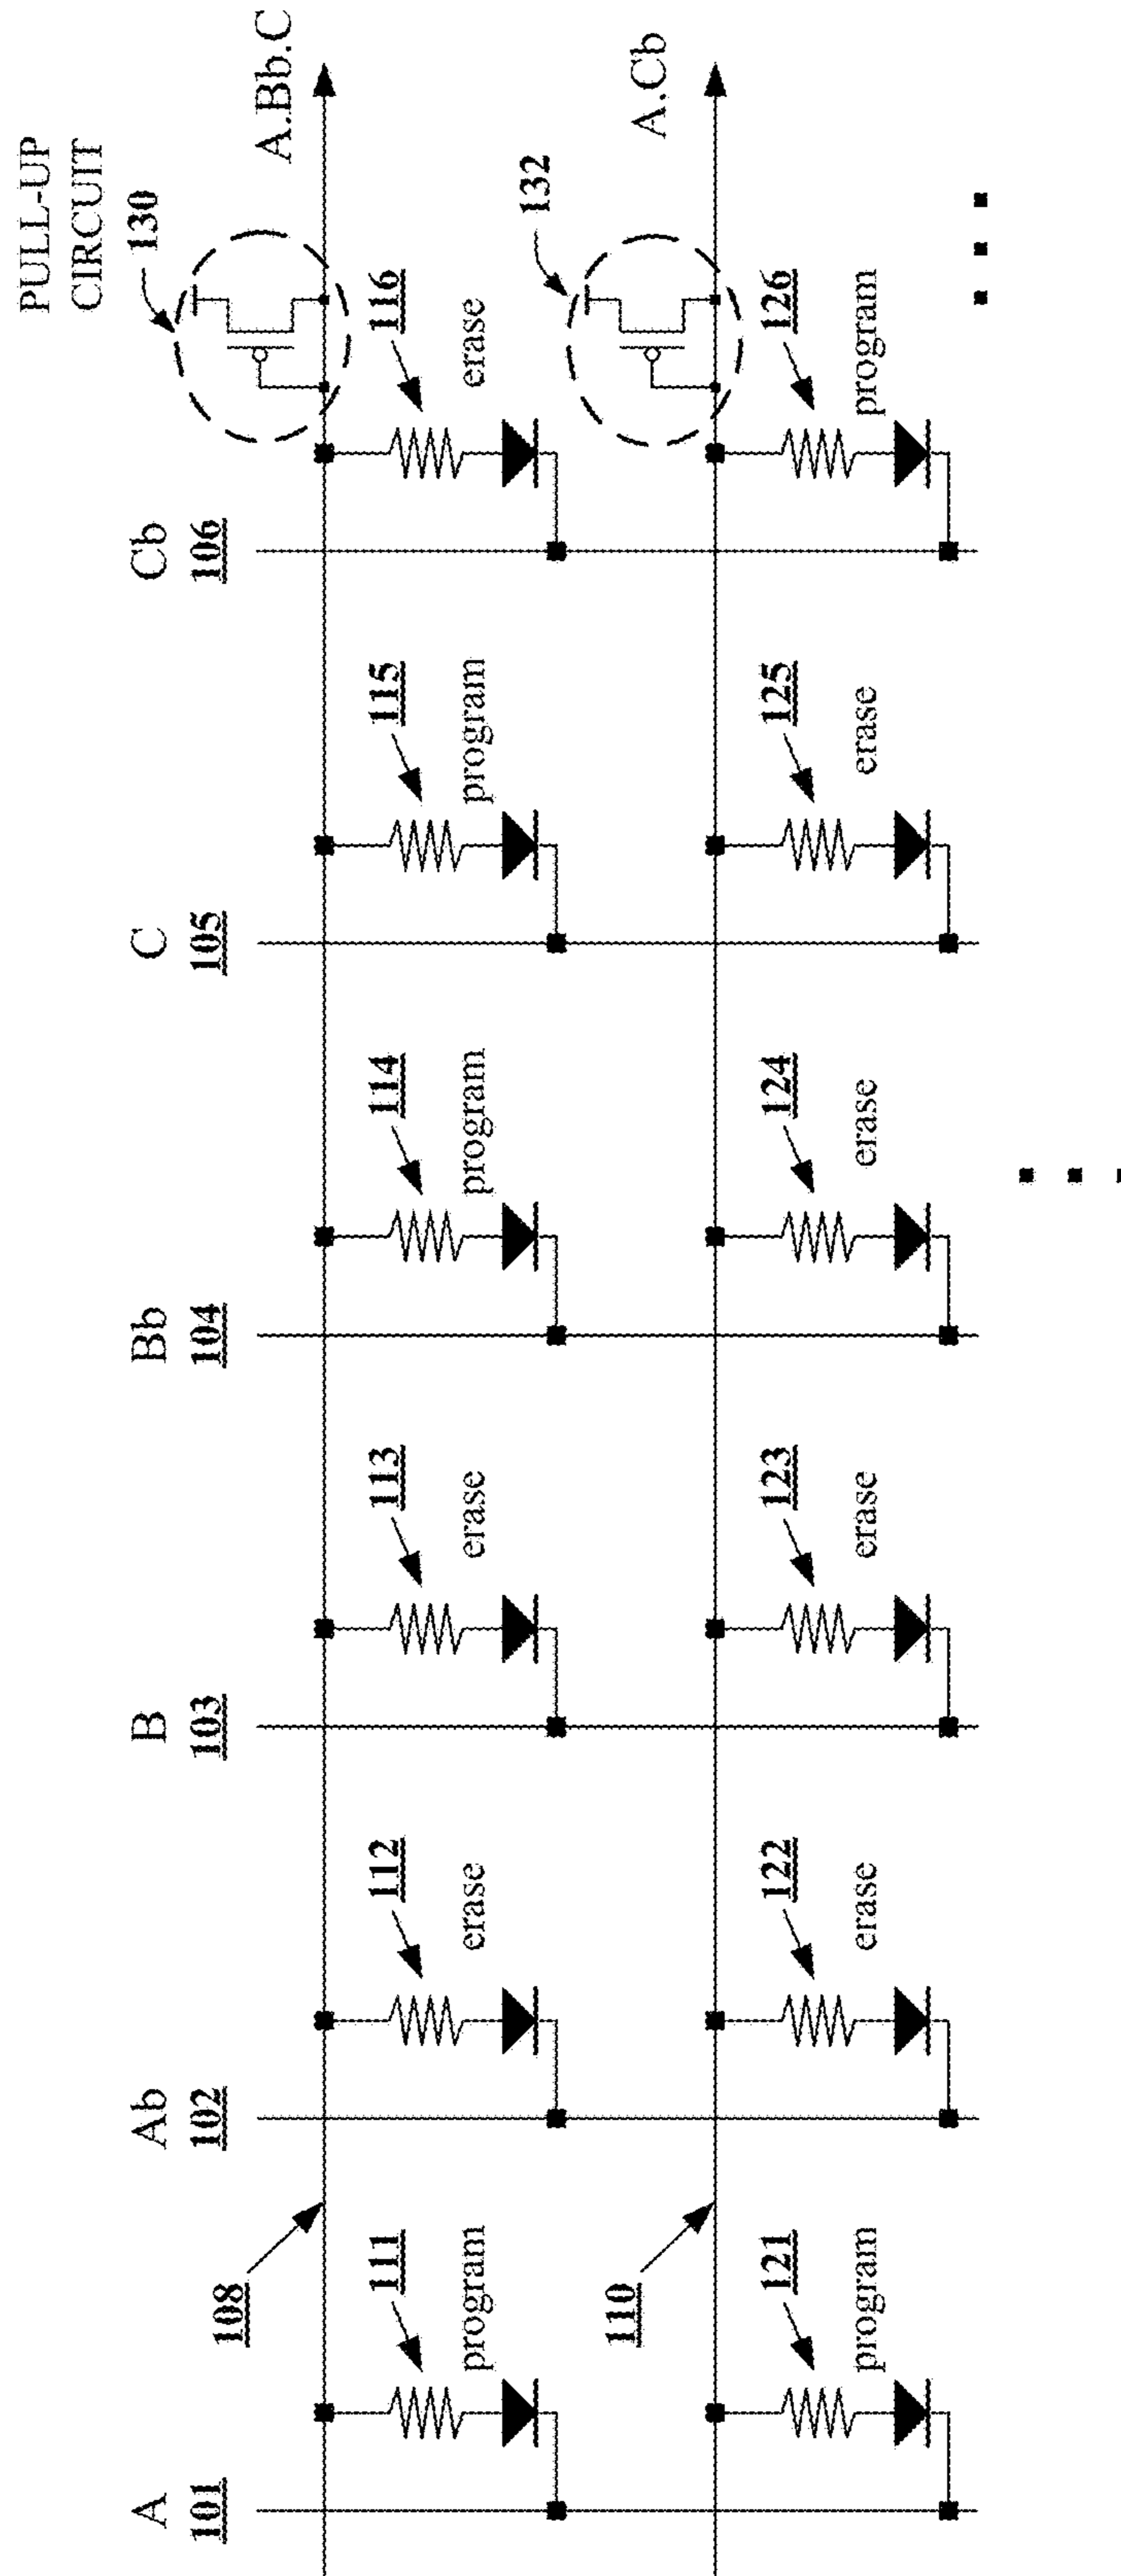 PULL-UP
CIRCUIT
130
A
101
Ab
102
B
103
Bb
104
C
105
Cb
106
A.Bb.C
108
111
program
112
erase
113
erase
114
program
115
program
116
erase
132
A.Cb
110
121
program
122
erase
123
erase
124
erase
125
erase
126
program